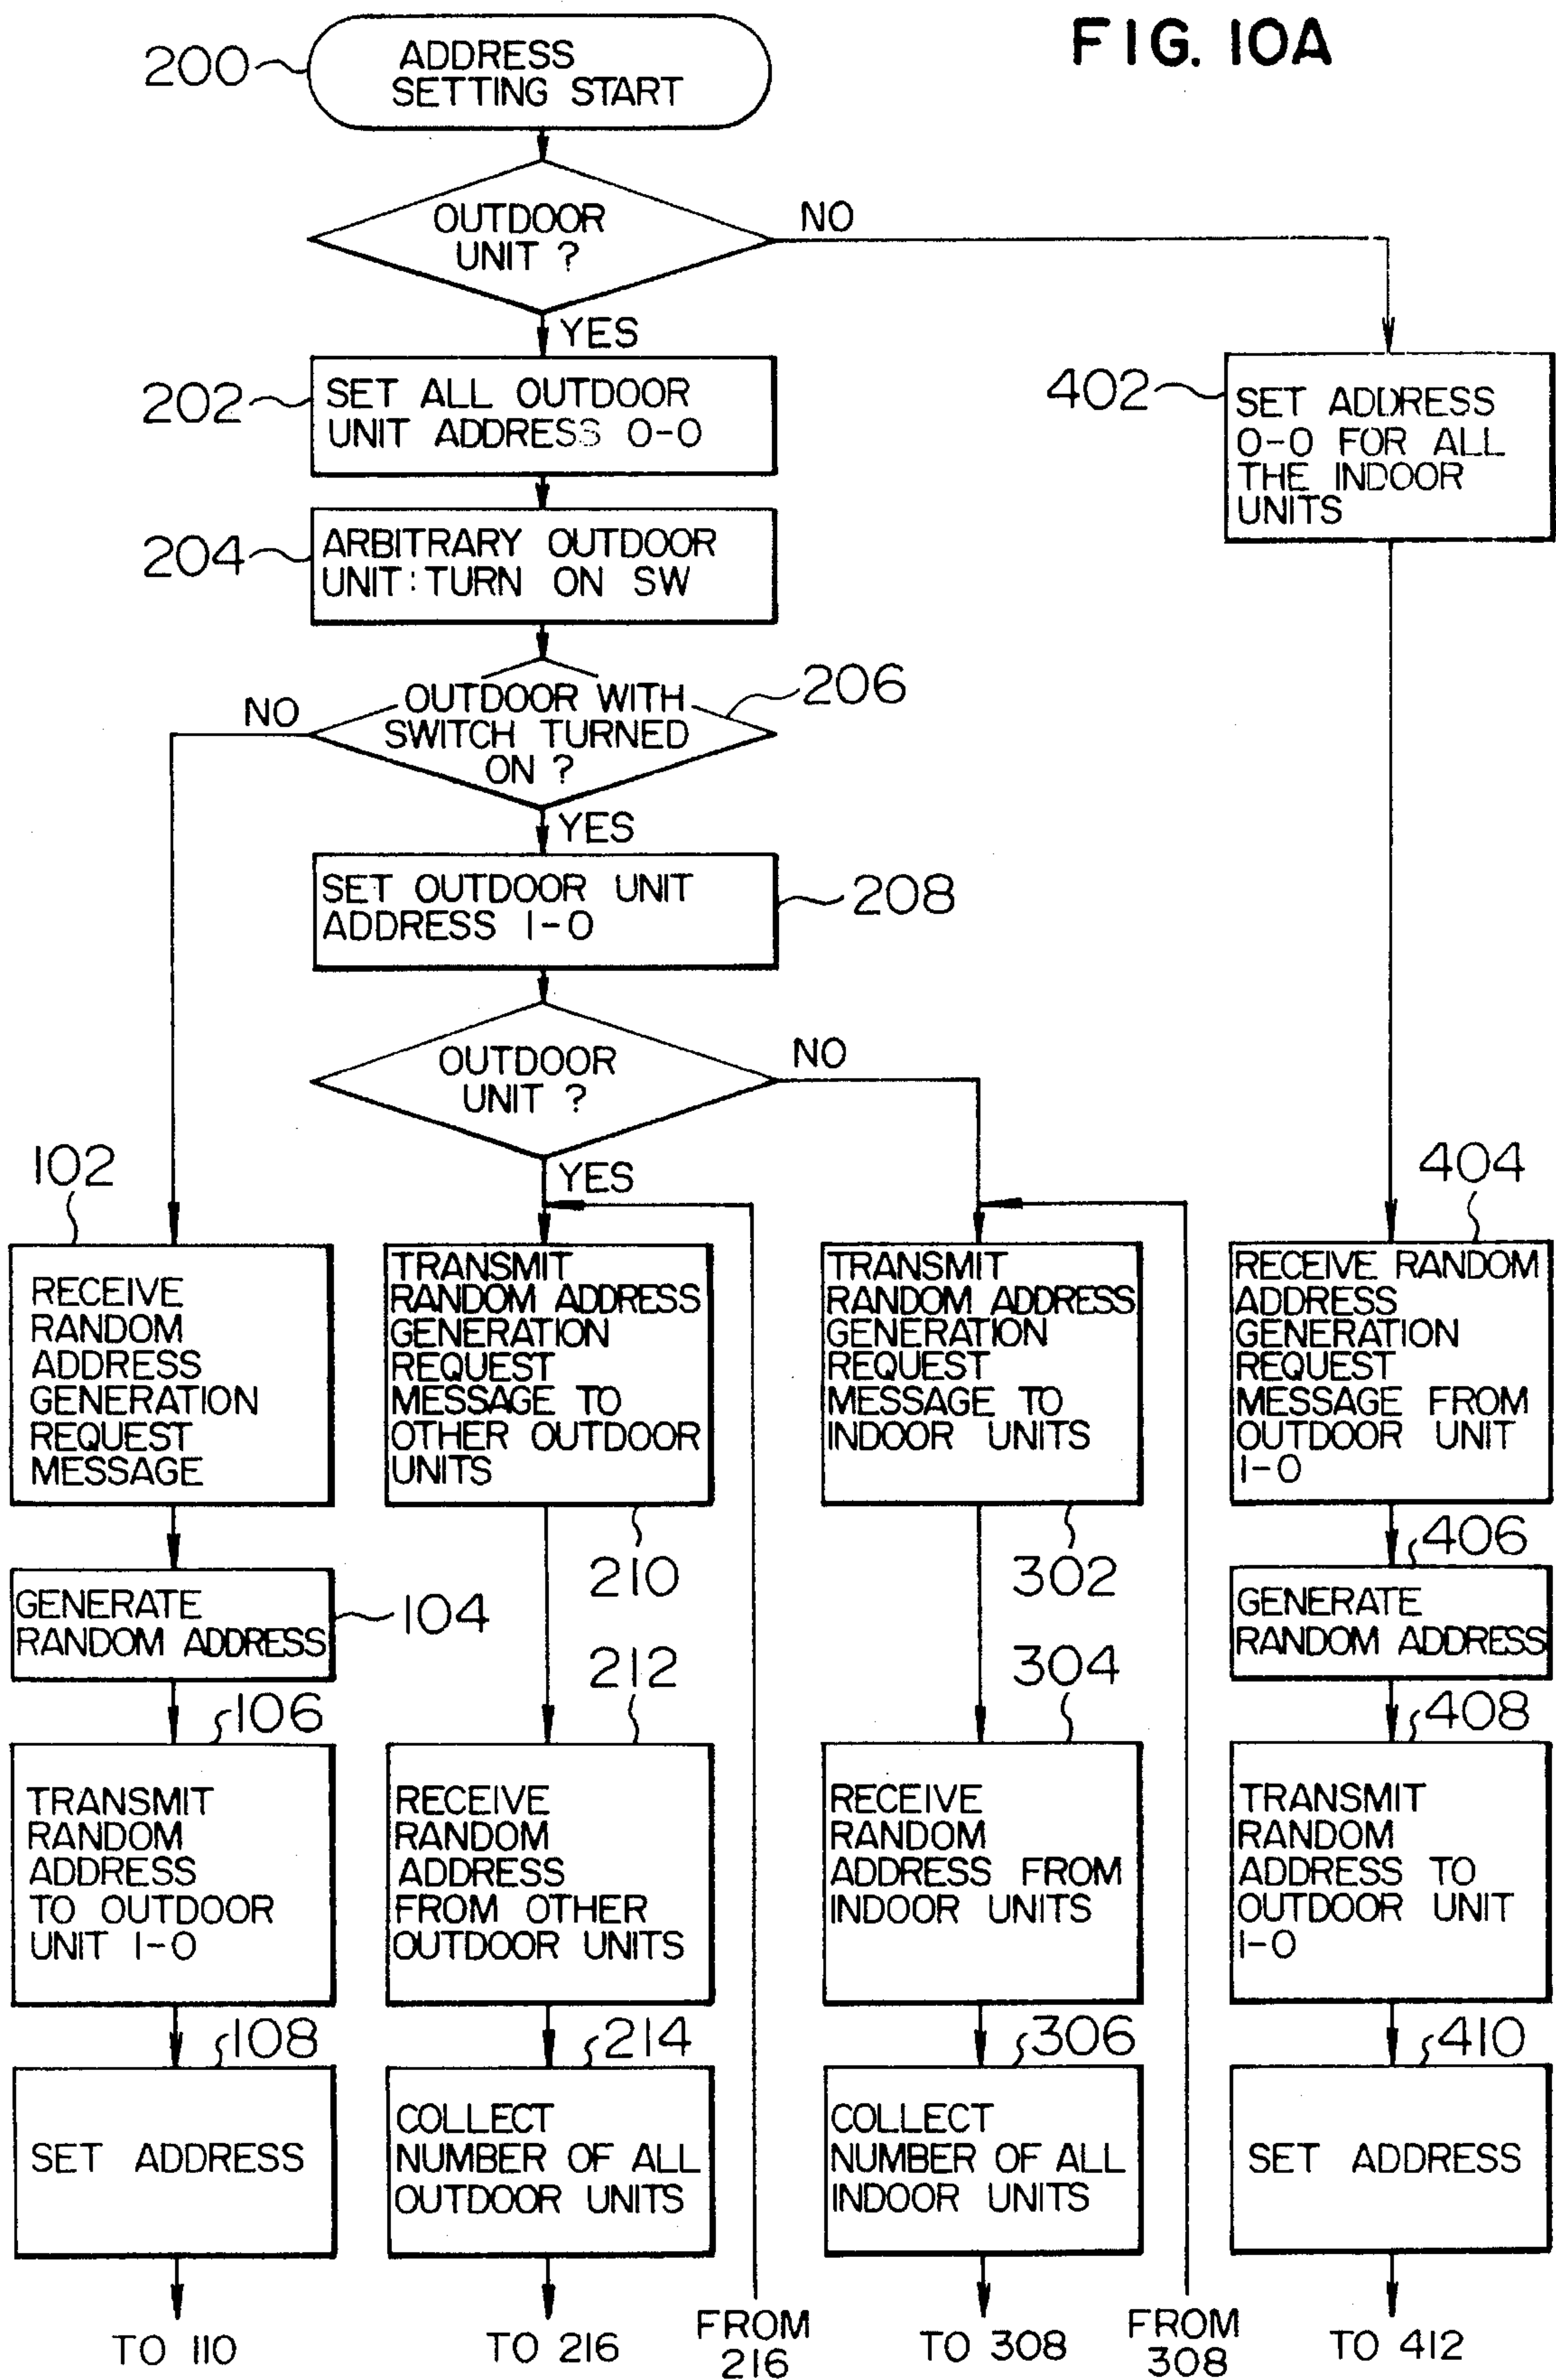 FIG. 10A
200
ADDRESS
SETTING START
OUTDOOR
UNIT ?
NO
YES
202
SET ALL OUTDOOR
UNIT ADDRESS 0-0
402
SET ADDRESS
0-0 FOR ALL
THE INDOOR
UNITS
204
ARBITRARY OUTDOOR
UNIT: TURN ON SW
206
OUTDOOR WITH
SWITCH TURNED
ON ?
NO
YES
208
SET OUTDOOR UNIT
ADDRESS 1-0
OUTDOOR
UNIT ?
NO
YES
102
RECEIVE
RANDOM
ADDRESS
GENERATION
REQUEST
MESSAGE
TRANSMIT
RANDOM ADDRESS
GENERATION
REQUEST
MESSAGE TO
OTHER OUTDOOR
UNITS
210
TRANSMIT
RANDOM ADDRESS
GENERATION
REQUEST
MESSAGE TO
INDOOR UNITS
302
404
RECEIVE RANDOM
ADDRESS
GENERATION
REQUEST
MESSAGE FROM
OUTDOOR UNIT
1-0
104
GENERATE
RANDOM ADDRESS
406
GENERATE
RANDOM ADDRESS
106
TRANSMIT
RANDOM
ADDRESS
TO OUTDOOR
UNIT 1-0
212
RECEIVE
RANDOM
ADDRESS
FROM OTHER
OUTDOOR UNITS
304
RECEIVE
RANDOM
ADDRESS FROM
INDOOR UNITS
408
TRANSMIT
RANDOM
ADDRESS TO
OUTDOOR UNIT
1-0
108
SET ADDRESS
214
COLLECT
NUMBER OF ALL
OUTDOOR UNITS
306
COLLECT
NUMBER OF ALL
INDOOR UNITS
410
SET ADDRESS
TO 110
TO 216
FROM
216
TO 308
FROM
308
TO 412